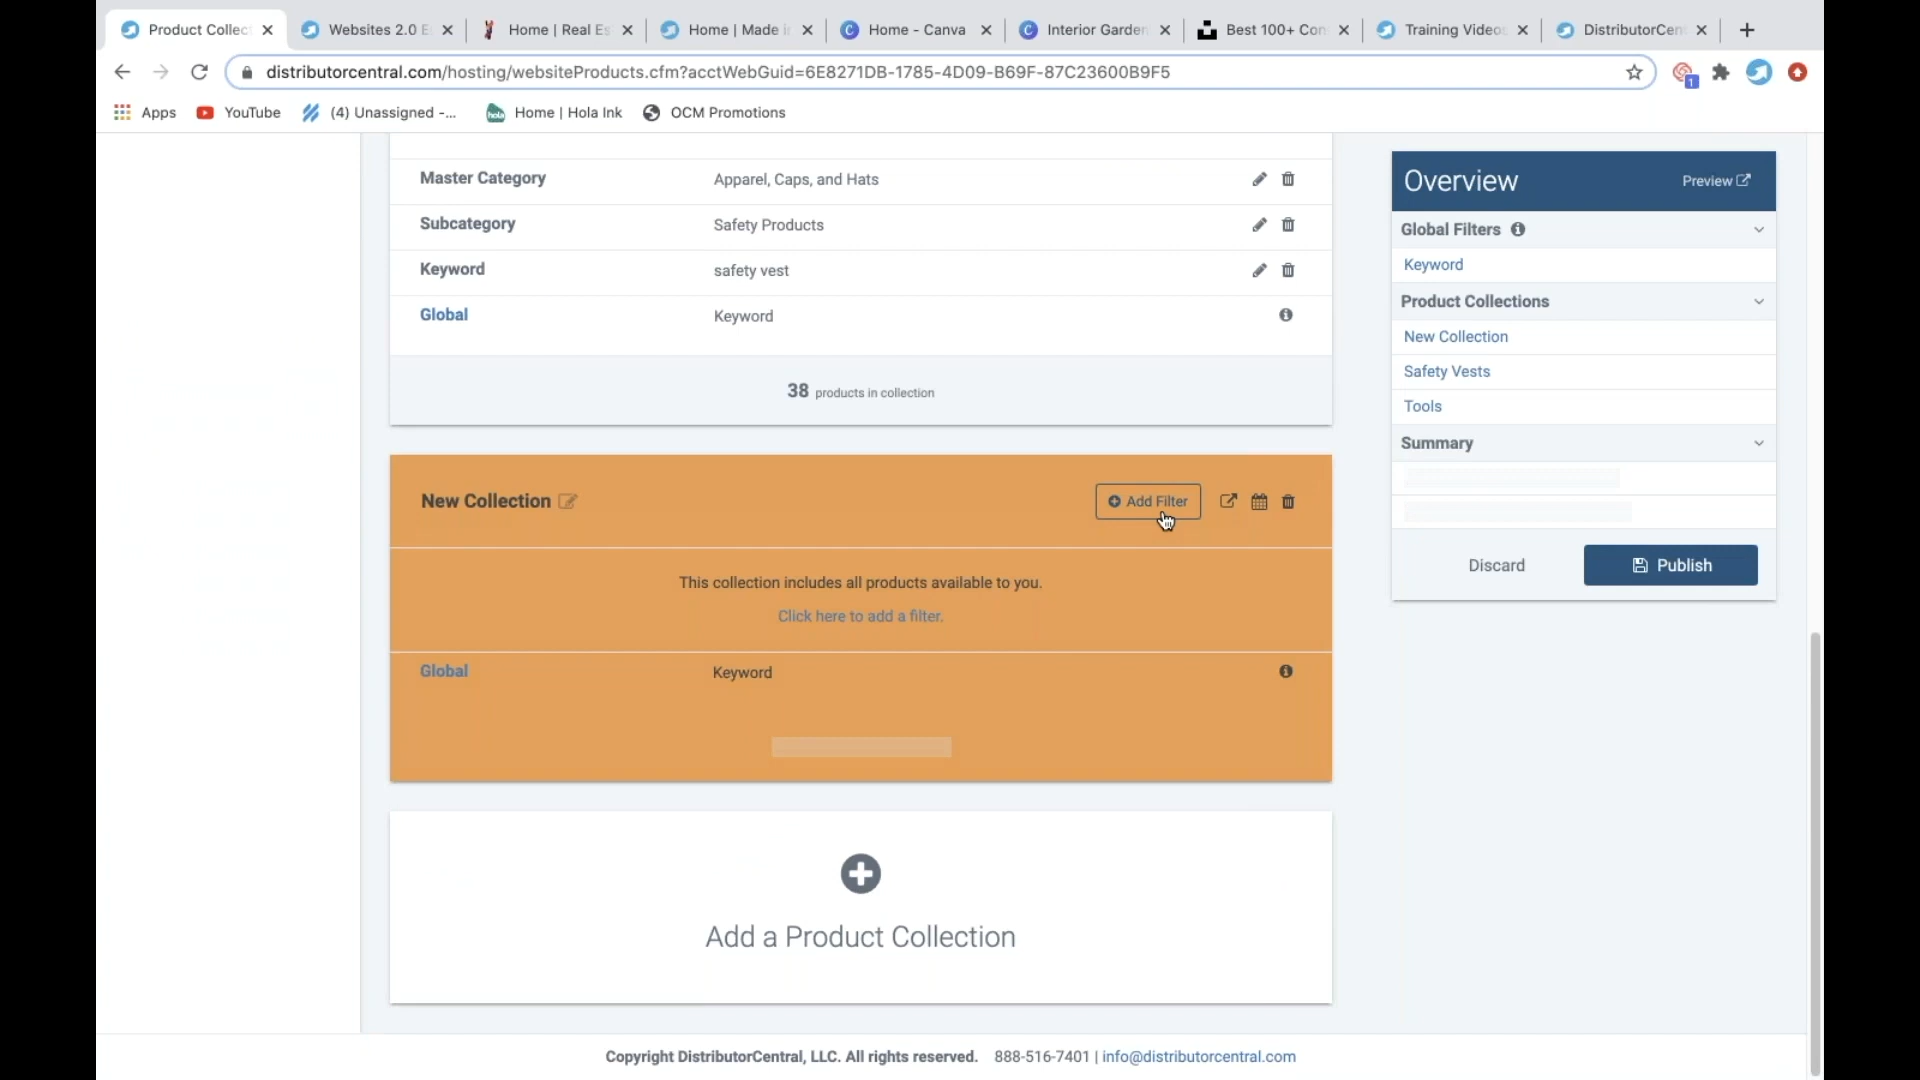 Product Collec
Websites 2.0 E
Home | Real Es
Home | Made i
Home - Canva
Interior Garden
Best 100+ Con
Training Videos
DistributorCen
distributorcentral.com/hosting/websiteProducts.cfm?acctWebGuid=6E8271DB-1785-4D09-B69F-87C23600B9F5
1
Apps
YouTube
(4) Unassigned -...
hola
Home | Hola Ink
OCM Promotions
Master Category Apparel, Caps, and Hats
Subcategory Safety Products
Keyword safety vest
Global Keyword
38 products in collection
New Collection
Add Filter
This collection includes all products available to you.
Click here to add a filter.
Global Keyword
Add a Product Collection
Overview
Preview
Global Filters
Keyword
Product Collections
New Collection
Safety Vests
Tools
Summary
Discard
Publish
Copyright DistributorCentral, LLC. All rights reserved. 888-516-7401 | info@distributorcentral.com